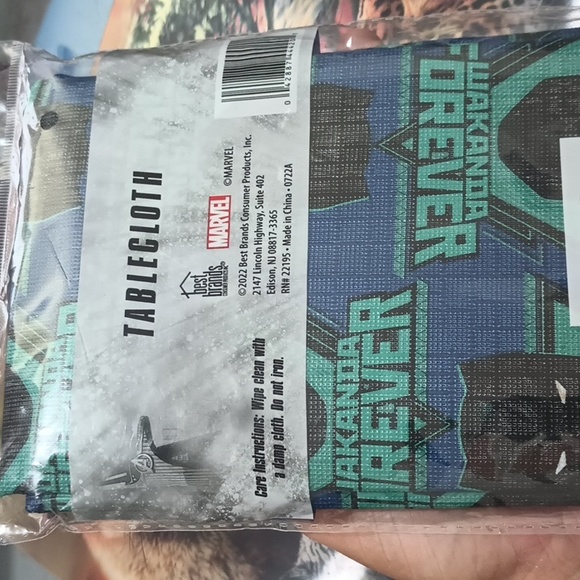 TABLECLOTH
best
brands
MARVEL
©MARVEL
©2022 Best Brands Consumer Products, Inc.
2147 Lincoln Highway, Suite 402
Edison, NJ 08817-3365
RN# 22195 • Made in China • 0722A
Care Instructions: Wipe clean with
a damp cloth. Do not iron.
WAKANDA
FOREVER
WAKANDA
FOREVER